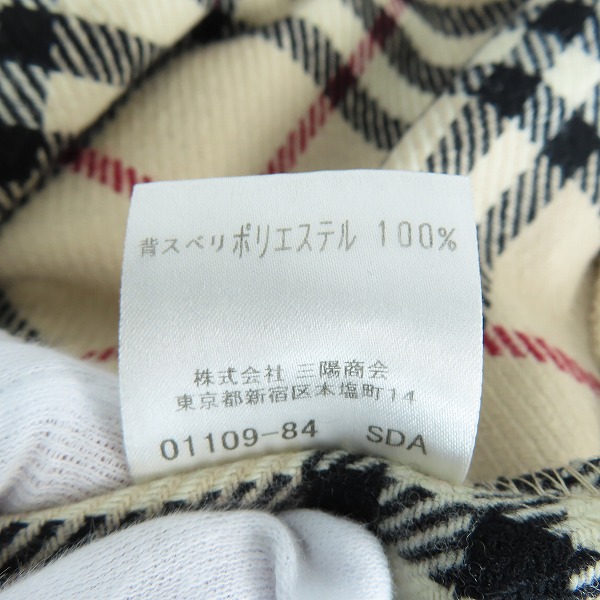 背スベリ ポリエステル 100%
株式会社 三陽商会
東京都新宿区本塩町14
01109-84 SDA